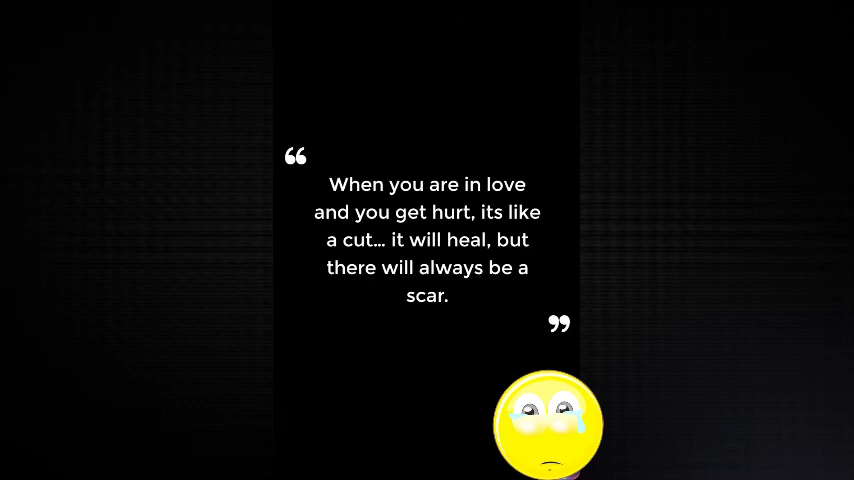 “
When you are in love
and you get hurt, its like
a cut... it will heal, but
there will always be a
scar.
”